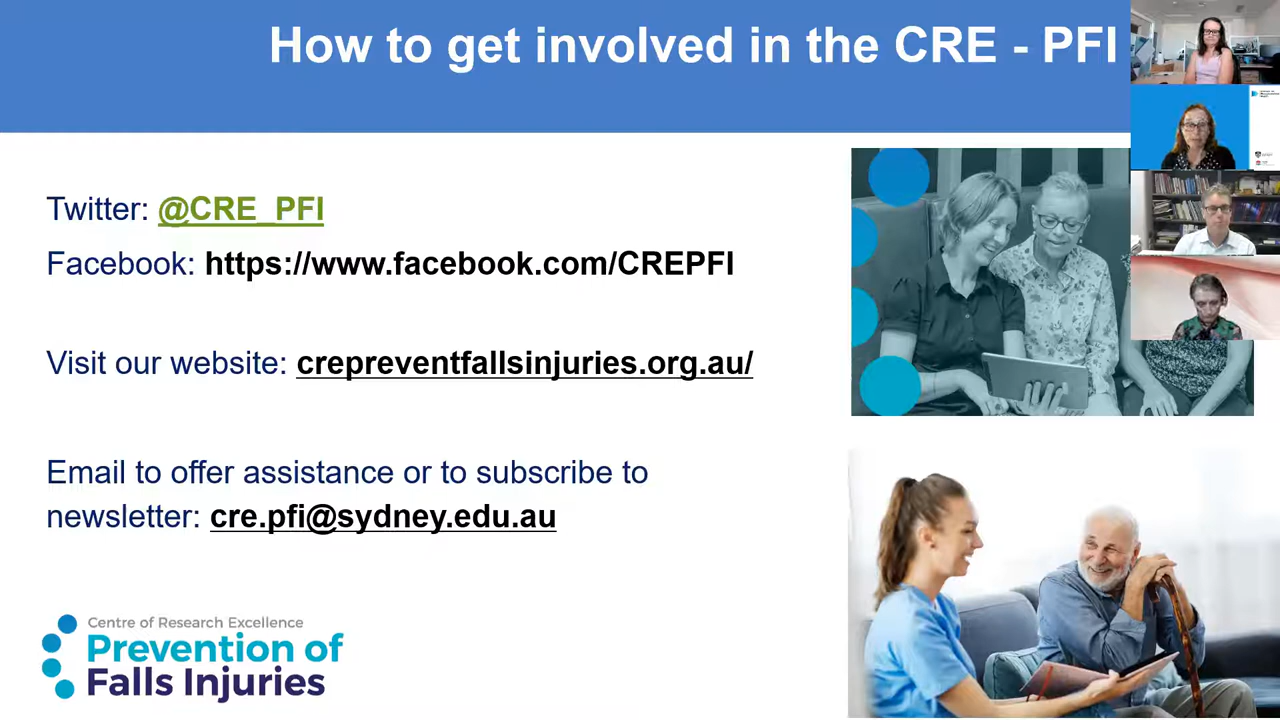 How to get involved in the CRE - PFI
Twitter: @CRE_PFI
Facebook: https://www.facebook.com/CREPFI
Visit our website: crepreventfallsinjuries.org.au/
Email to offer assistance or to subscribe to
newsletter: cre.pfi@sydney.edu.au
Centre of Research Excellence
Prevention of
Falls Injuries